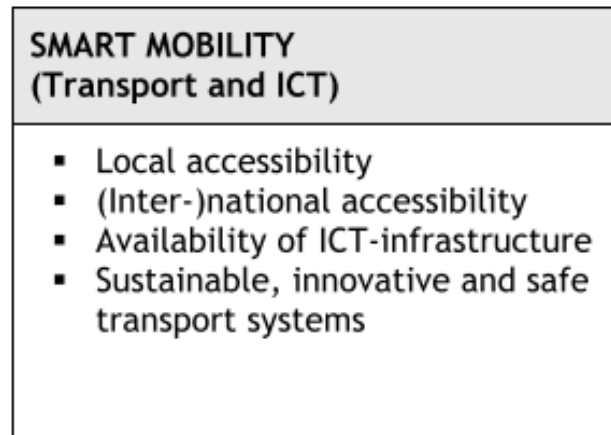 SMART MOBILITY
(Transport and ICT)
▪ Local accessibility
▪ (Inter-)national accessibility
▪ Availability of ICT-infrastructure
▪ Sustainable, innovative and safe
transport systems